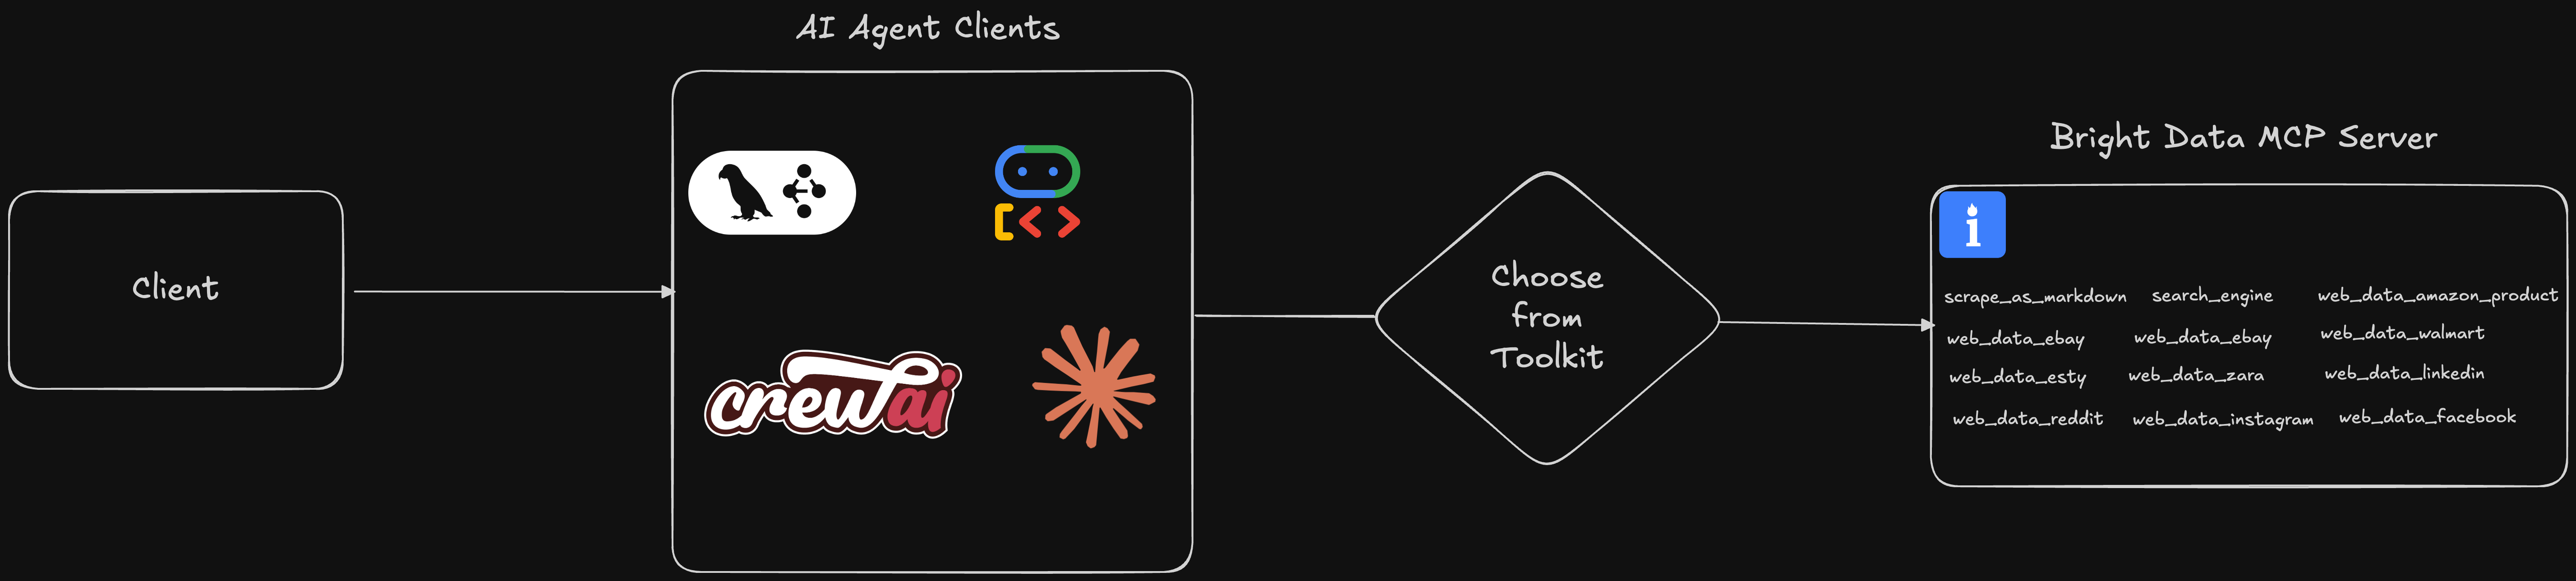 AI Agent Clients
Bright Data MCP Server
Client
crewai
Choose
from
Toolkit
i
scrape_as_markdown search_engine web_data_amazon_product
web_data_ebay web_data_ebay web_data_walmart
web_data_esty web_data_zara web_data_linkedin
web_data_reddit web_data_instagram web_data_facebook